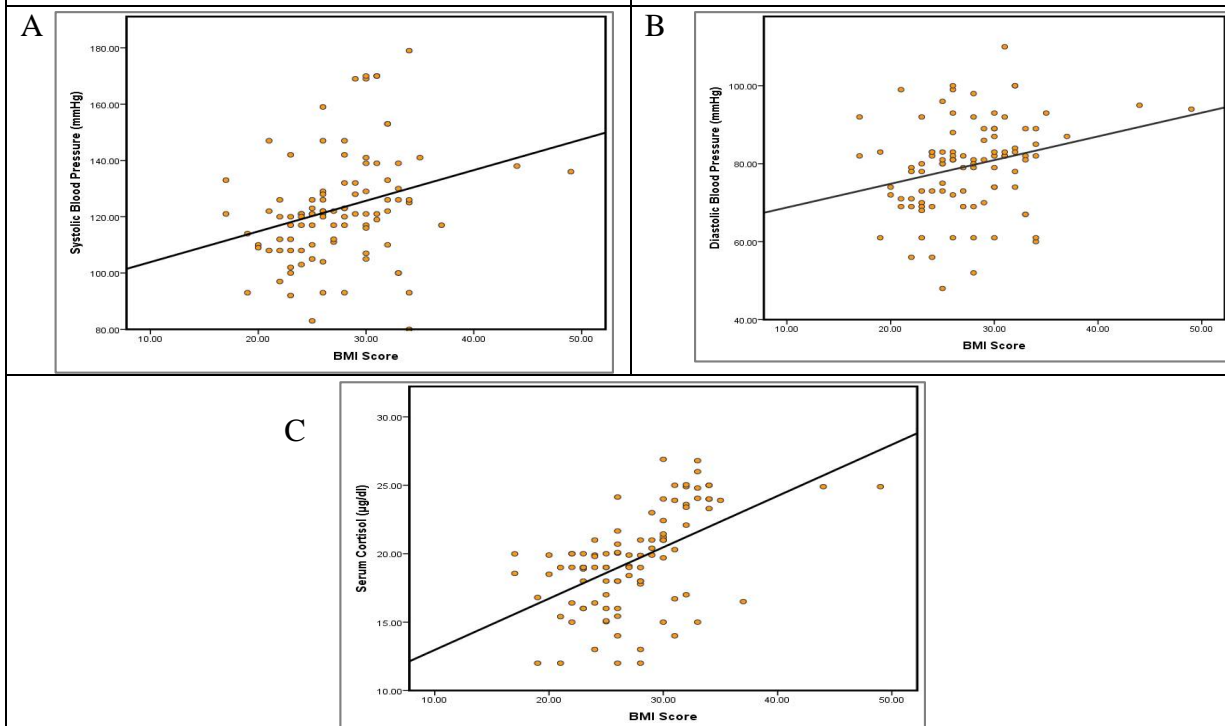 A
180.00
160.00
140.00
120.00
100.00
80.00
Systolic Blood Pressure (mmHg)
10.00 20.00 30.00 40.00 50.00
BMI Score
B
100.00
80.00
60.00
40.00
Diastolic Blood Pressure (mmHg)
10.00 20.00 30.00 40.00 50.00
BMI Score
C
30.00
25.00
20.00
15.00
10.00
Serum Cortisol (µg/dl)
10.00 20.00 30.00 40.00 50.00
BMI Score